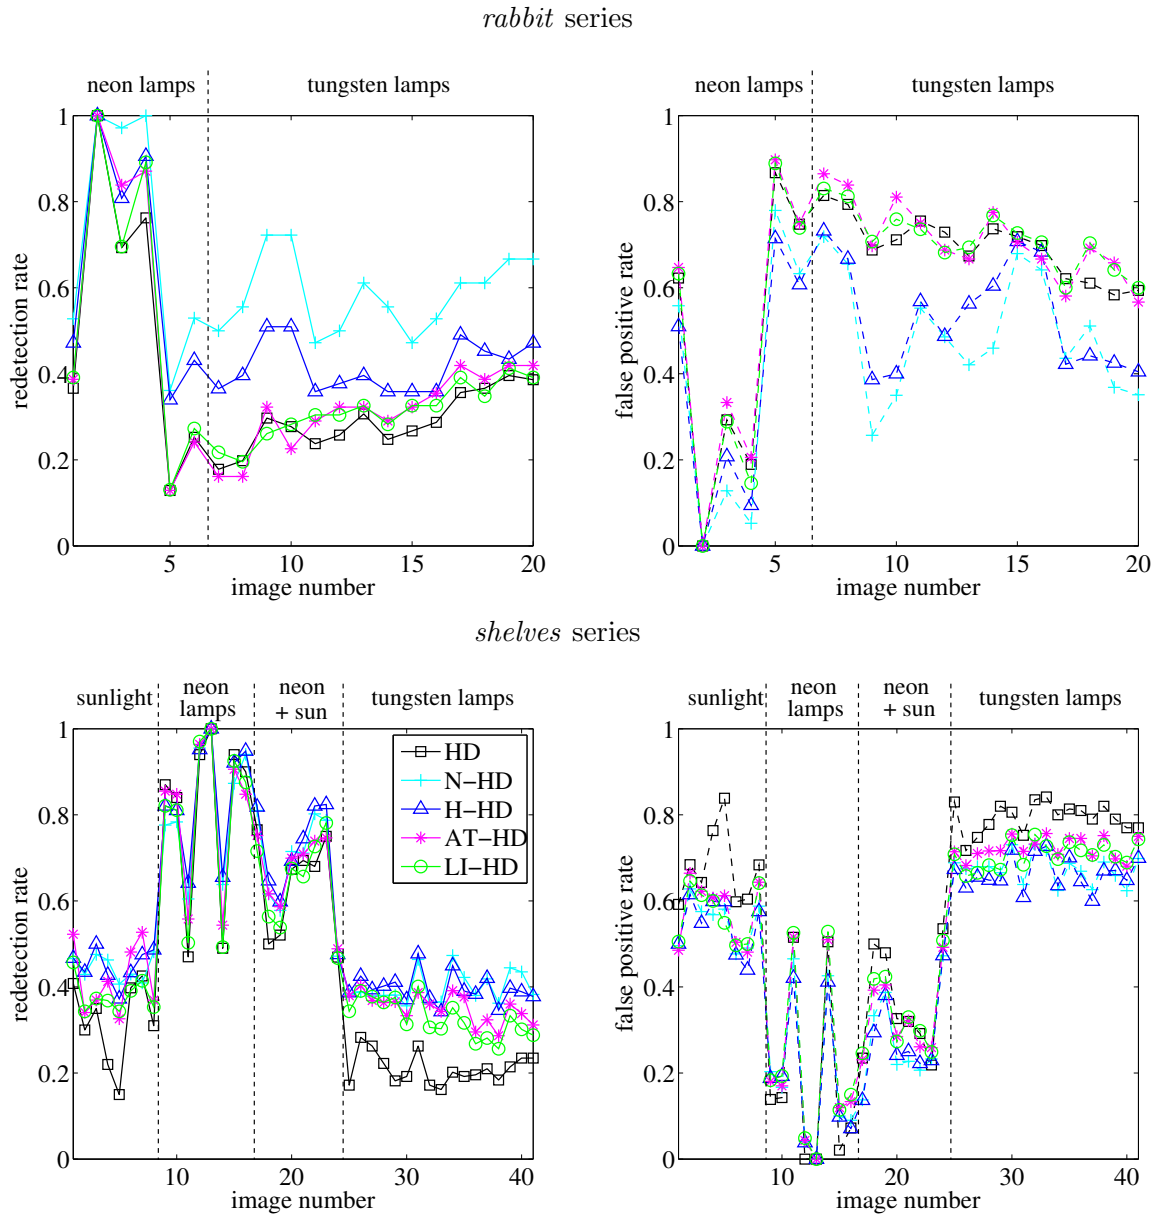 rabbit series
neon lamps tungsten lamps
1
0.8
0.6
0.4
0.2
0
5 10 15 20
redetection rate
image number
neon lamps tungsten lamps
1
0.8
0.6
0.4
0.2
0
5 10 15 20
false positive rate
image number
shelves series
sunlight neon lamps neon + sun tungsten lamps
1
0.8
0.6
0.4
0.2
0
10 20 30 40
redetection rate
image number
HD
N-HD
H-HD
AT-HD
LI-HD
sunlight neon lamps neon + sun tungsten lamps
1
0.8
0.6
0.4
0.2
0
10 20 30 40
false positive rate
image number